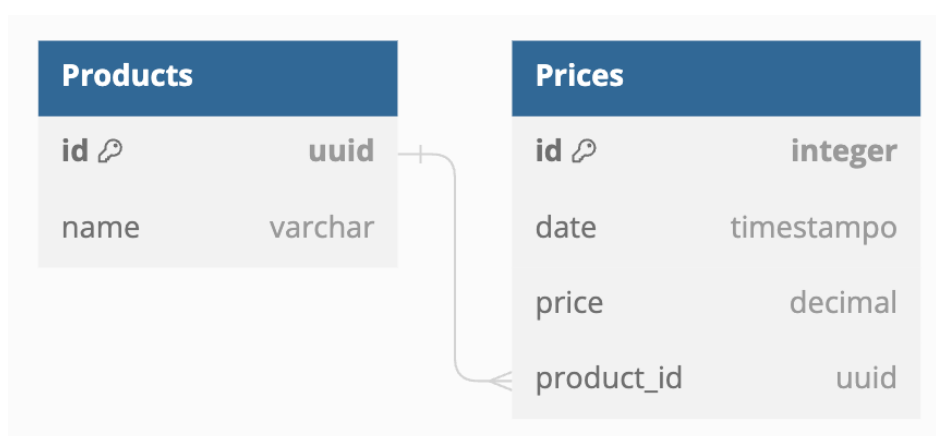 Products
id uuid
name varchar
Prices
id integer
date timestampo
price decimal
product_id uuid